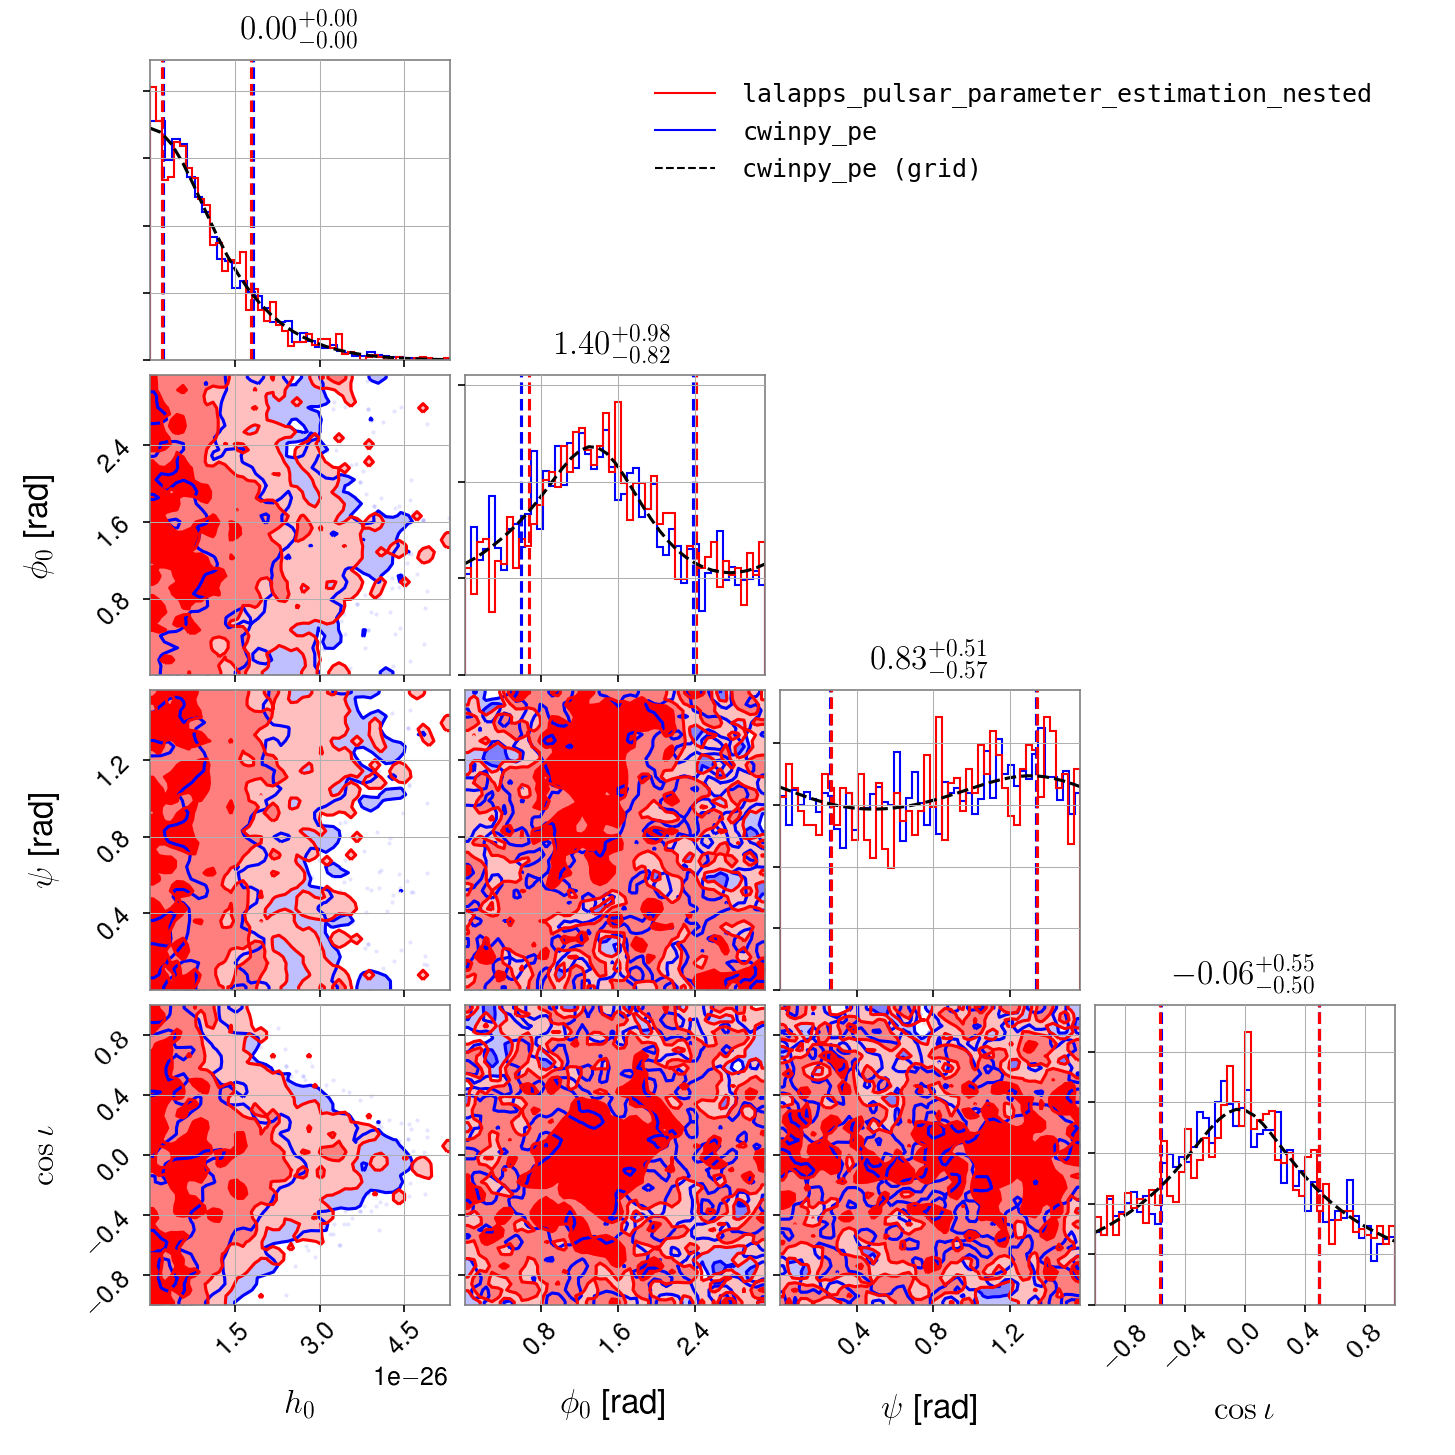 0.00+0.00−0.00
lalapps_pulsar_parameter_estimation_nested
cwinpy_pe
cwinpy_pe (grid)
1.40+0.98−0.82
2.4
1.6
0.8
ϕ0 [rad]
0.83+0.51−0.57
1.2
0.8
0.4
ψ [rad]
−0.06+0.55−0.50
0.8
0.4
0.0
−0.4
−0.8
cos ι
1.5 3.0 4.5 0.8 1.6 2.4 0.4 0.8 1.2 −0.8 −0.4 0.0 0.4 0.8
1e−26
h0 ϕ0 [rad] ψ [rad] cos ι